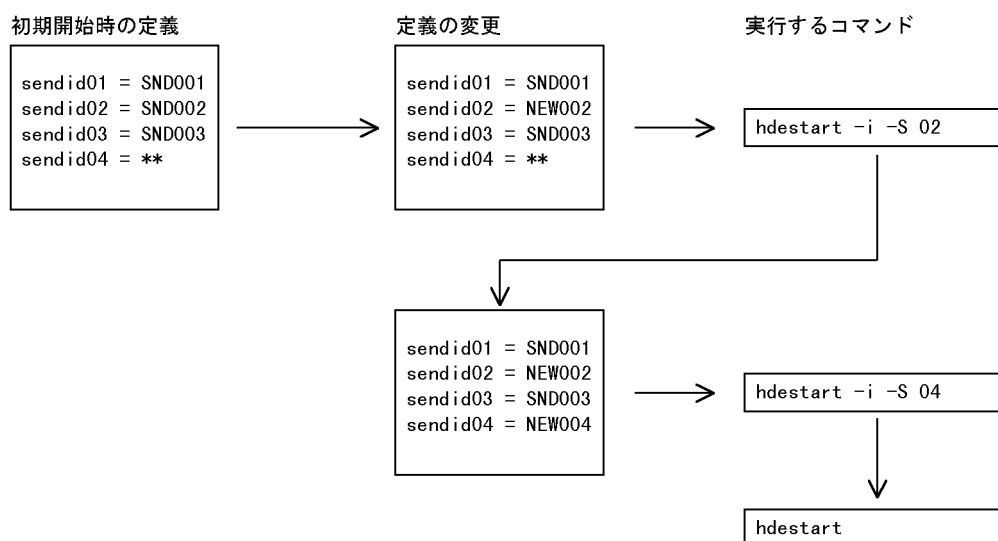 初期開始時の定義
sendid01 = SND001
sendid02 = SND002
sendid03 = SND003
sendid04 = **
定義の変更
sendid01 = SND001
sendid02 = NEW002
sendid03 = SND003
sendid04 = **
実行するコマンド
hdestart -i -S 02
sendid01 = SND001
sendid02 = NEW002
sendid03 = SND003
sendid04 = NEW004
hdestart -i -S 04
hdestart